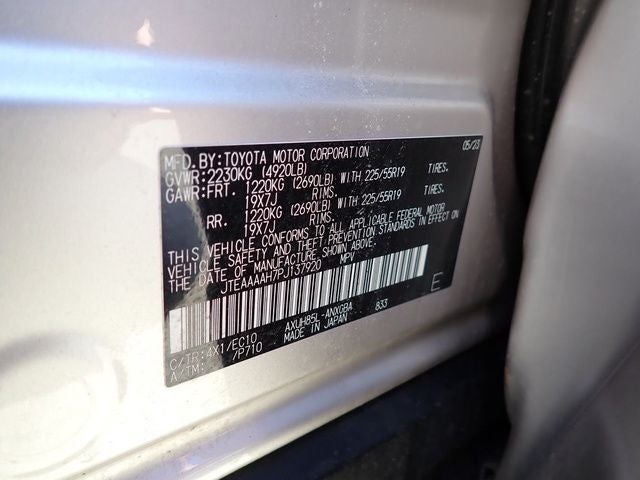 MFD. BY: TOYOTA MOTOR CORPORATION 05/23
GVWR: 2230KG (4920LB)
GAWR: FRT. 1220KG (2690LB) WITH 225/55R19 TIRES.
19X7J RIMS.
RR. 1220KG (2690LB) WITH 225/55R19 TIRES.
19X7J RIMS.
THIS VEHICLE CONFORMS TO ALL APPLICABLE FEDERAL MOTOR
VEHICLE SAFETY AND THEFT PREVENTION STANDARDS IN EFFECT ON
THE DATE OF MANUFACTURE SHOWN ABOVE.
JTEAAAAH7PJ137920 MPV
E
C/TR: 4X1/EC10 AXUH85L-ANXGBA 833
A/TM: /P710 MADE IN JAPAN